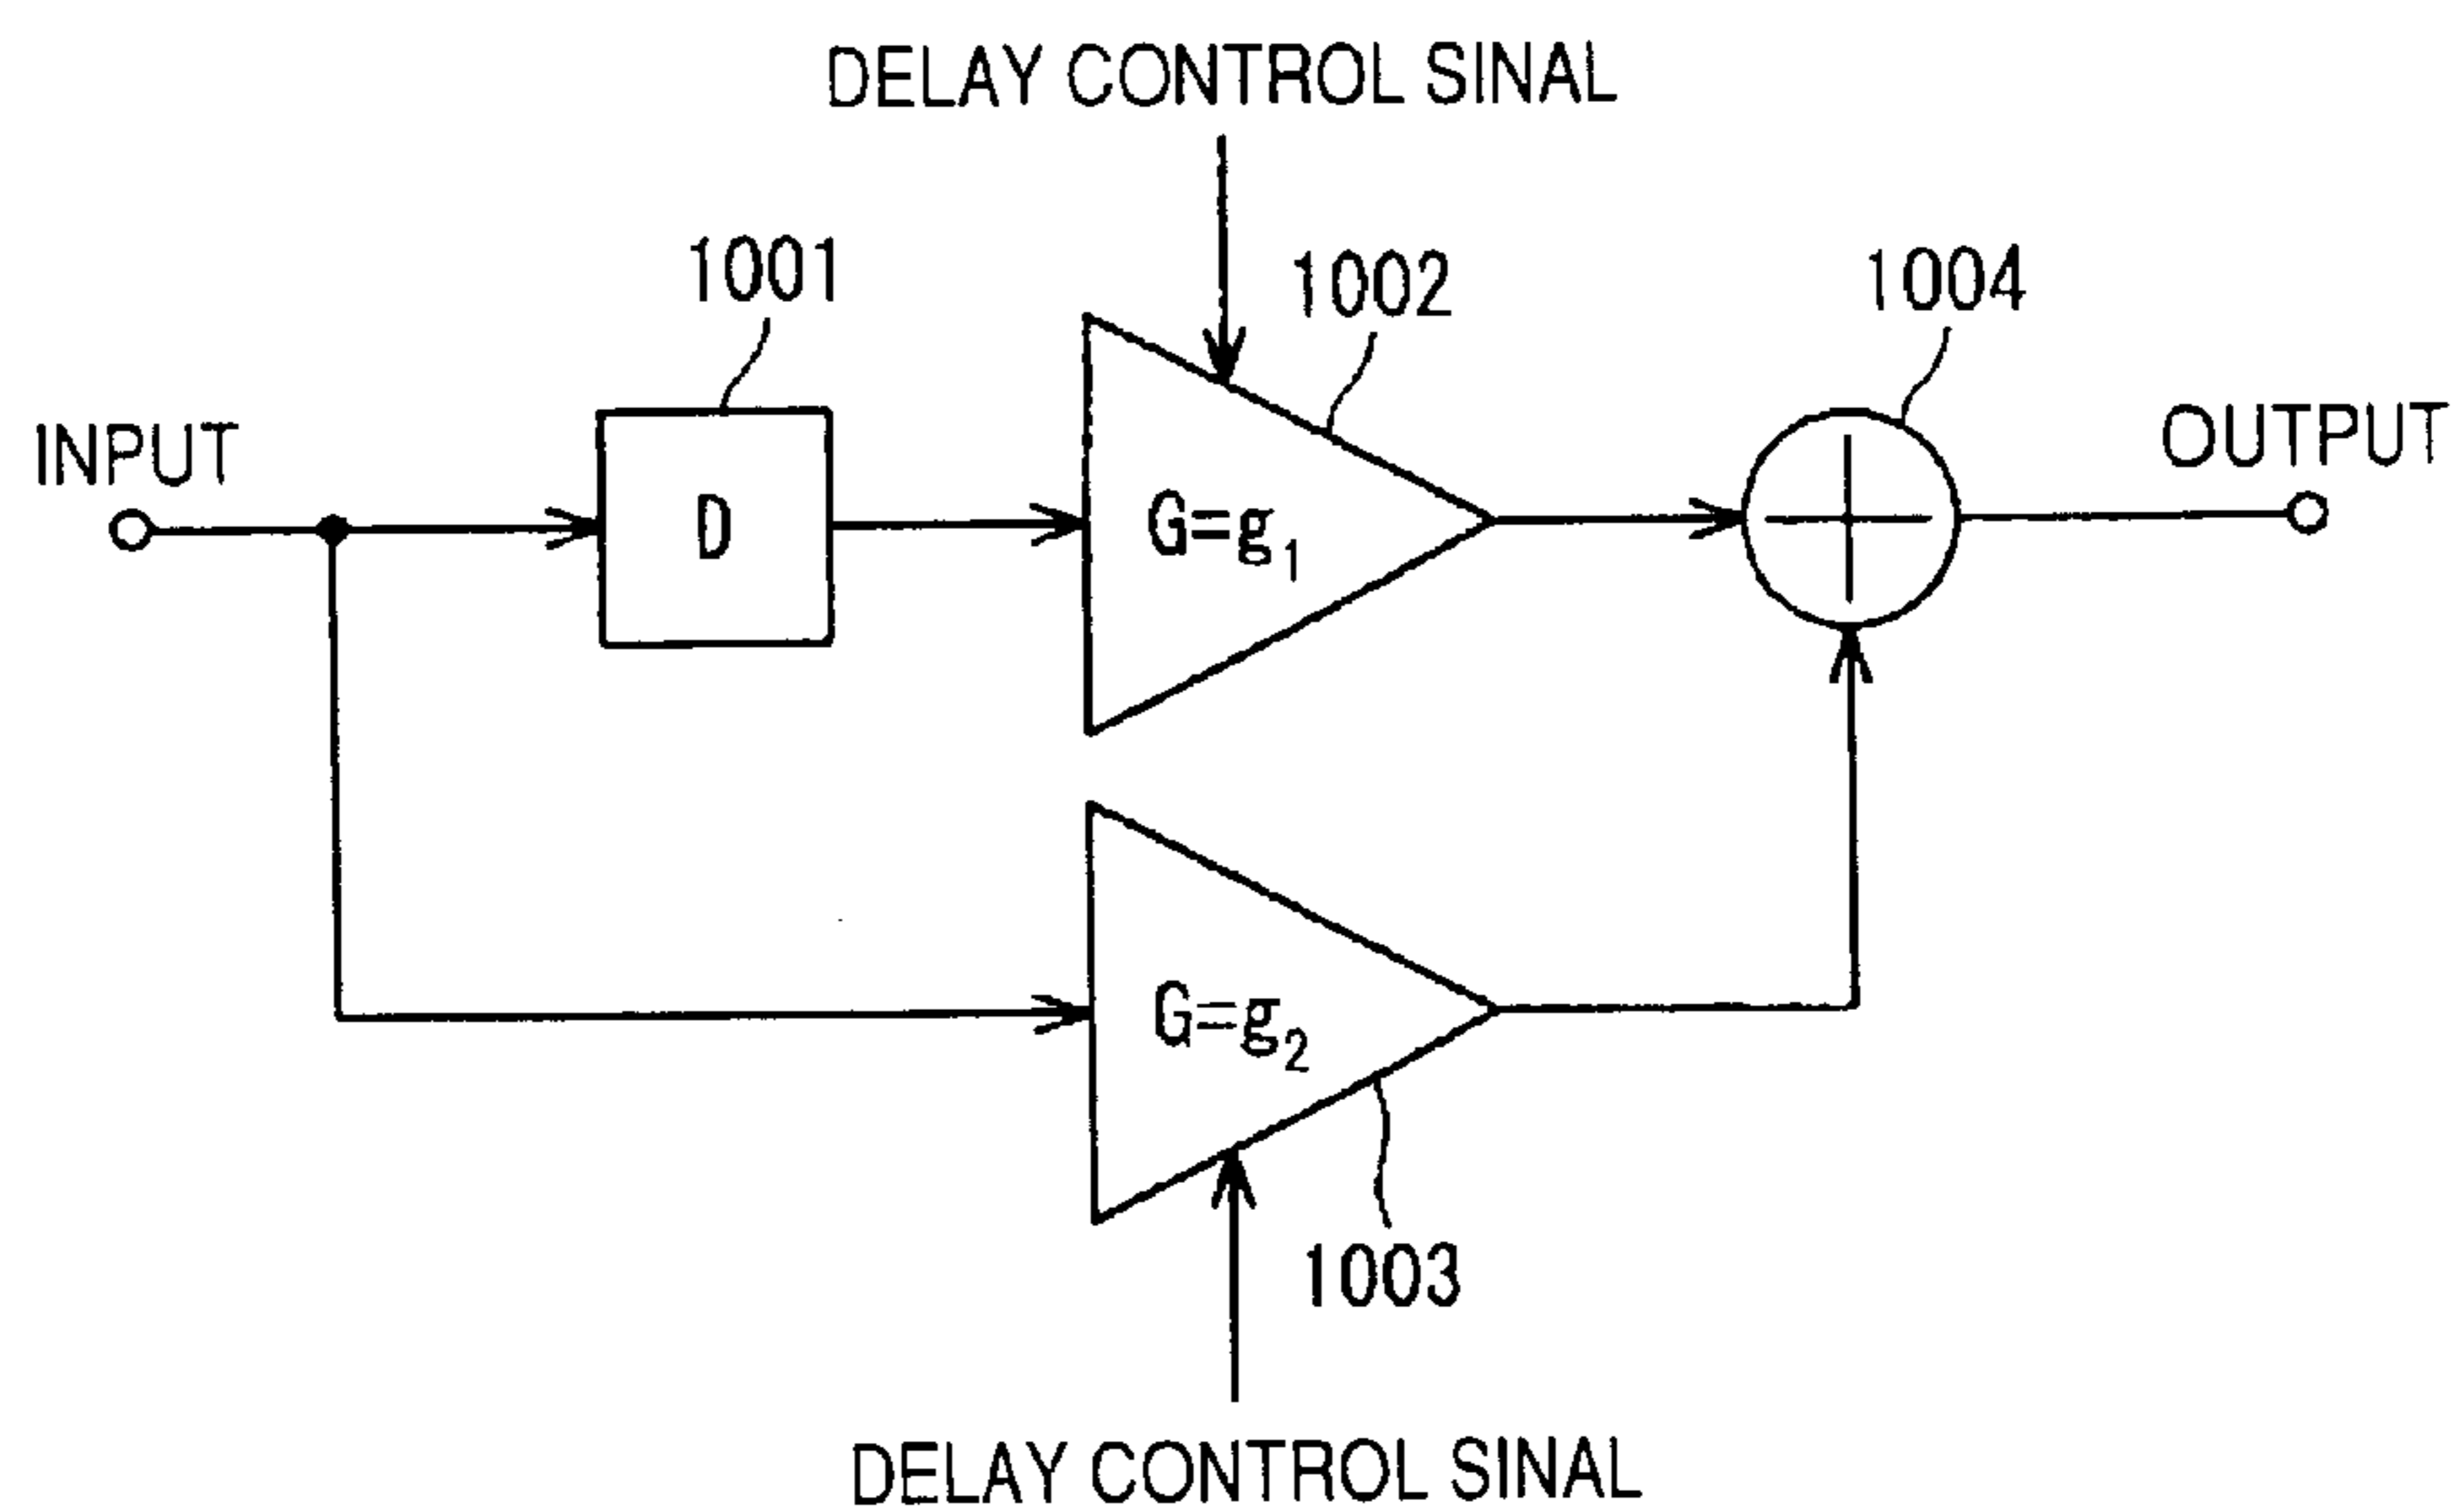 DELAY CONTROL SINAL
1001
1002
1004
INPUT
OUTPUT
D
G=g1
G=g2
1003
DELAY CONTROL SINAL